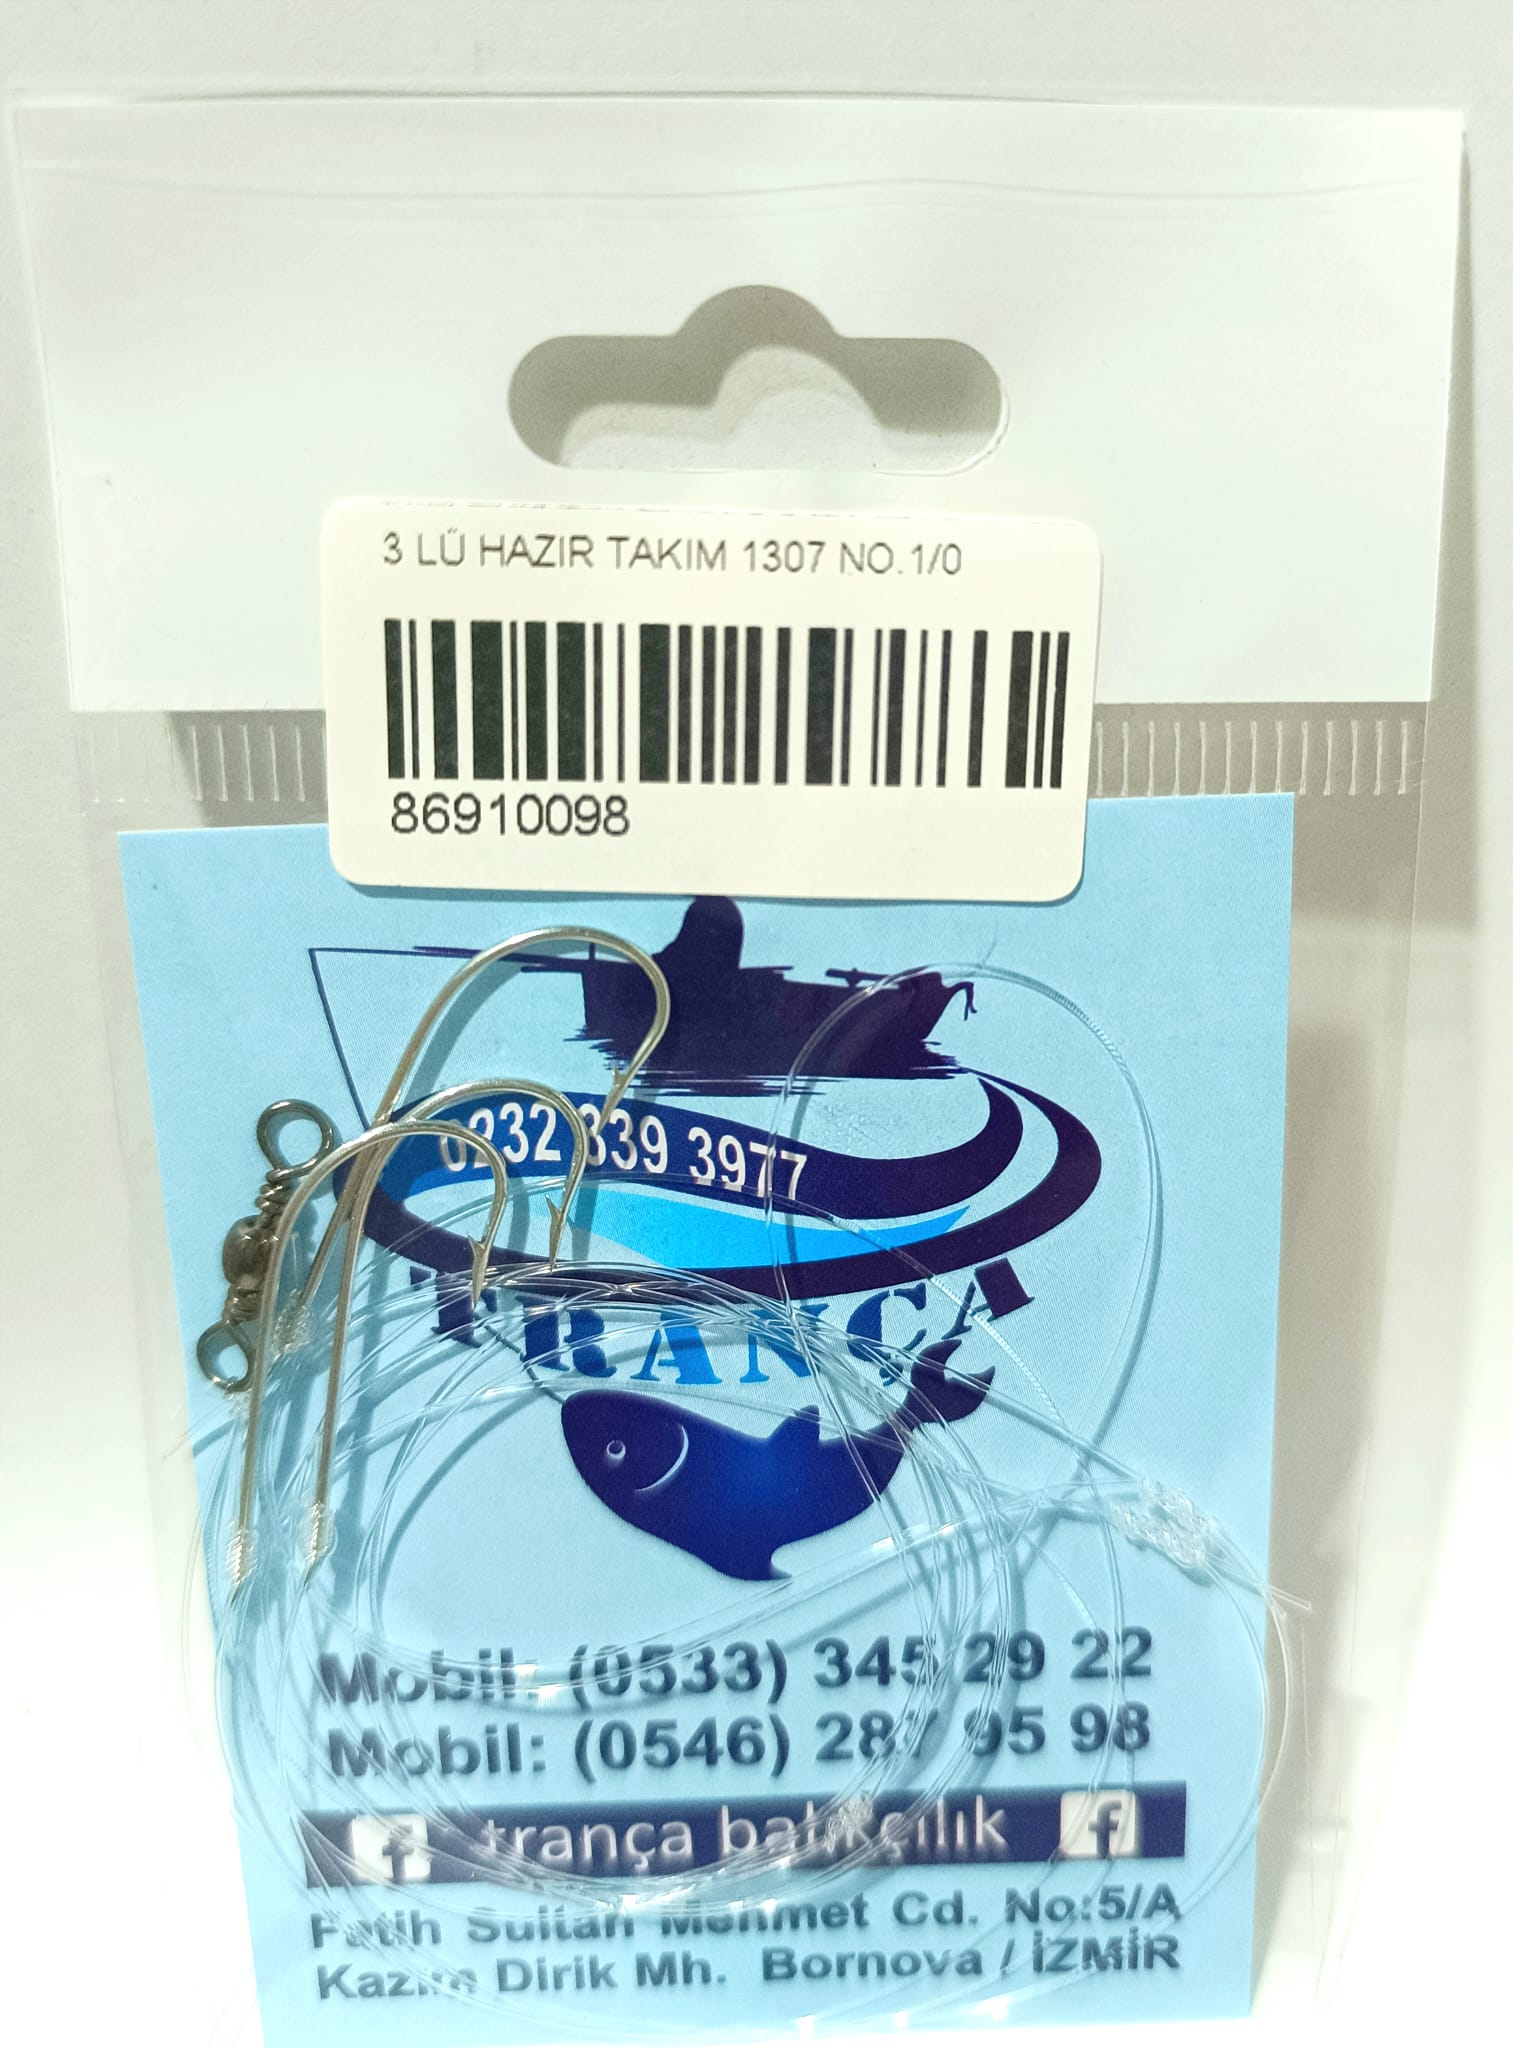 3 LÜ HAZIR TAKIM 1307 NO.1/0
86910098
0232 339 3977
TRANÇA
Mobil: (0533) 345 29 22
Mobil: (0546) 287 95 98
f trança balıkçılık f
Fatih Sultan Mehmet Cd. No:5/A
Kazım Dirik Mh. Bornova / İZMİR